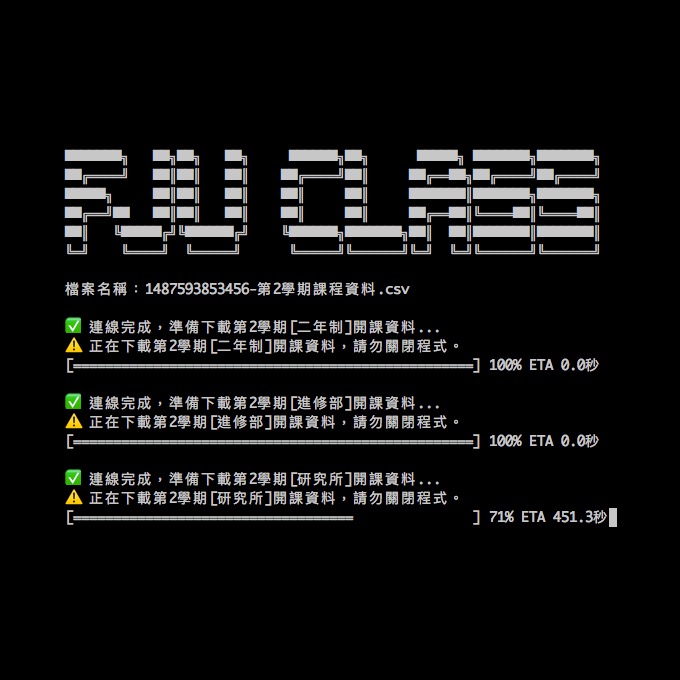 FJU CLASS
檔案名稱：1487593853456-第2學期課程資料.csv
✅ 連線完成，準備下載第2學期[二年制]開課資料...
⚠️ 正在下載第2學期[二年制]開課資料，請勿關閉程式。
[==================================================] 100% ETA 0.0秒
✅ 連線完成，準備下載第2學期[進修部]開課資料...
⚠️ 正在下載第2學期[進修部]開課資料，請勿關閉程式。
[==================================================] 100% ETA 0.0秒
✅ 連線完成，準備下載第2學期[研究所]開課資料...
⚠️ 正在下載第2學期[研究所]開課資料，請勿關閉程式。
[===================================               ] 71% ETA 451.3秒